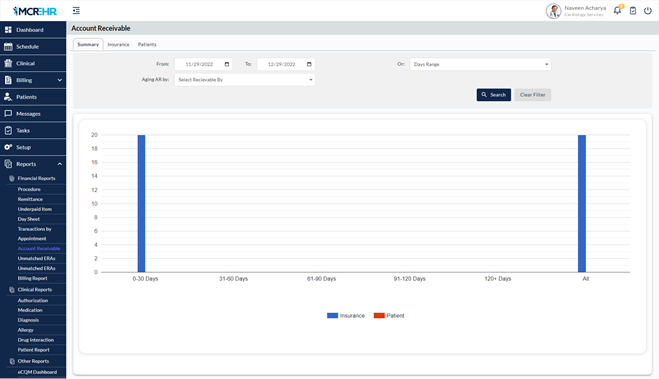 MCREHR
Naveen Acharya
Cardiology Services
Dashboard
Schedule
Clinical
Billing
Patients
Messages
Tasks
Setup
Reports
Financial Reports
Procedure
Remittance
Underpaid Item
Day Sheet
Transactions by
Appointment
Account Receivable
Unmatched ERAs
Unmatched ERAs
Billing Report
Clinical Reports
Authorization
Medication
Diagnosis
Allergy
Drug Interaction
Patient Report
Other Reports
eCQM Dashboard
Account Receivable
Summary Insurance Patients
From: 11/29/2022 To: 12/29/2022 Or: Days Range
Aging AR by: Select Recievable By
Search Clear Filter
20
18
16
14
12
10
8
6
4
2
0
0-30 Days 31-60 Days 61-90 Days 91-120 Days 120+ Days All
Insurance Patient